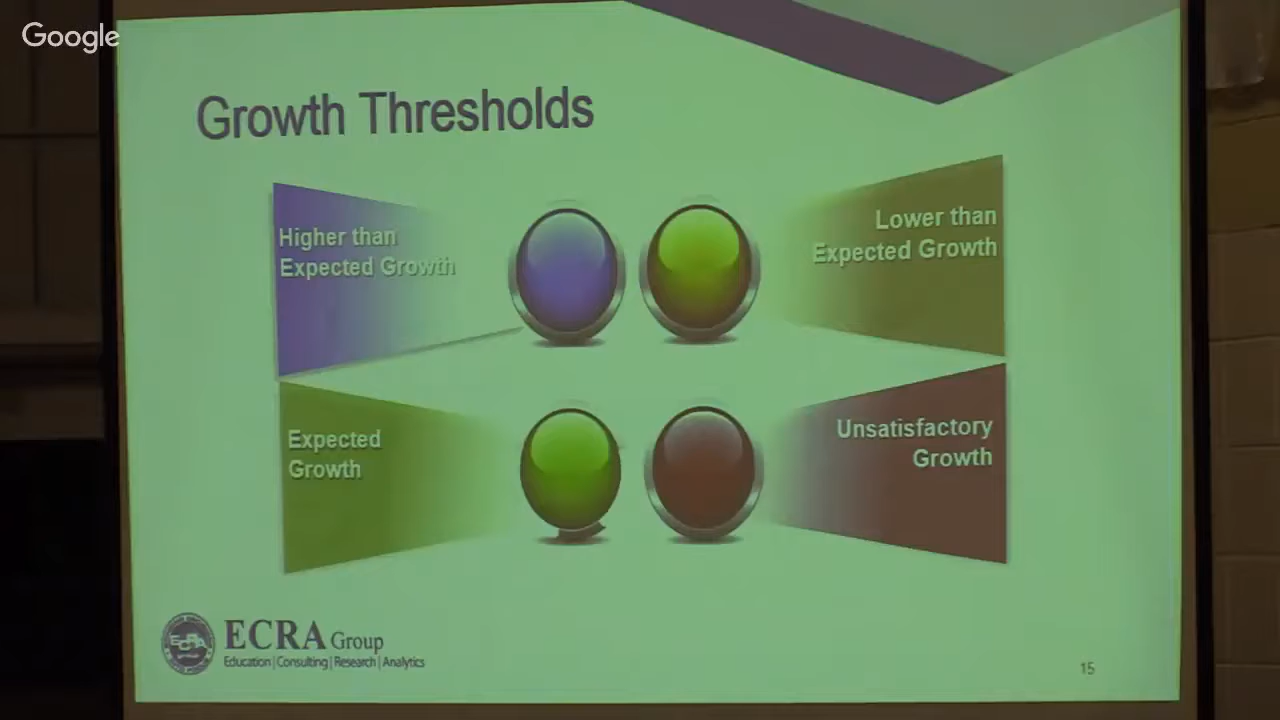 Google
Growth Thresholds
Higher than
Expected Growth
Lower than
Expected Growth
Expected
Growth
Unsatisfactory
Growth
ECRA
ECRA Group
Education | Consulting | Research | Analytics
15